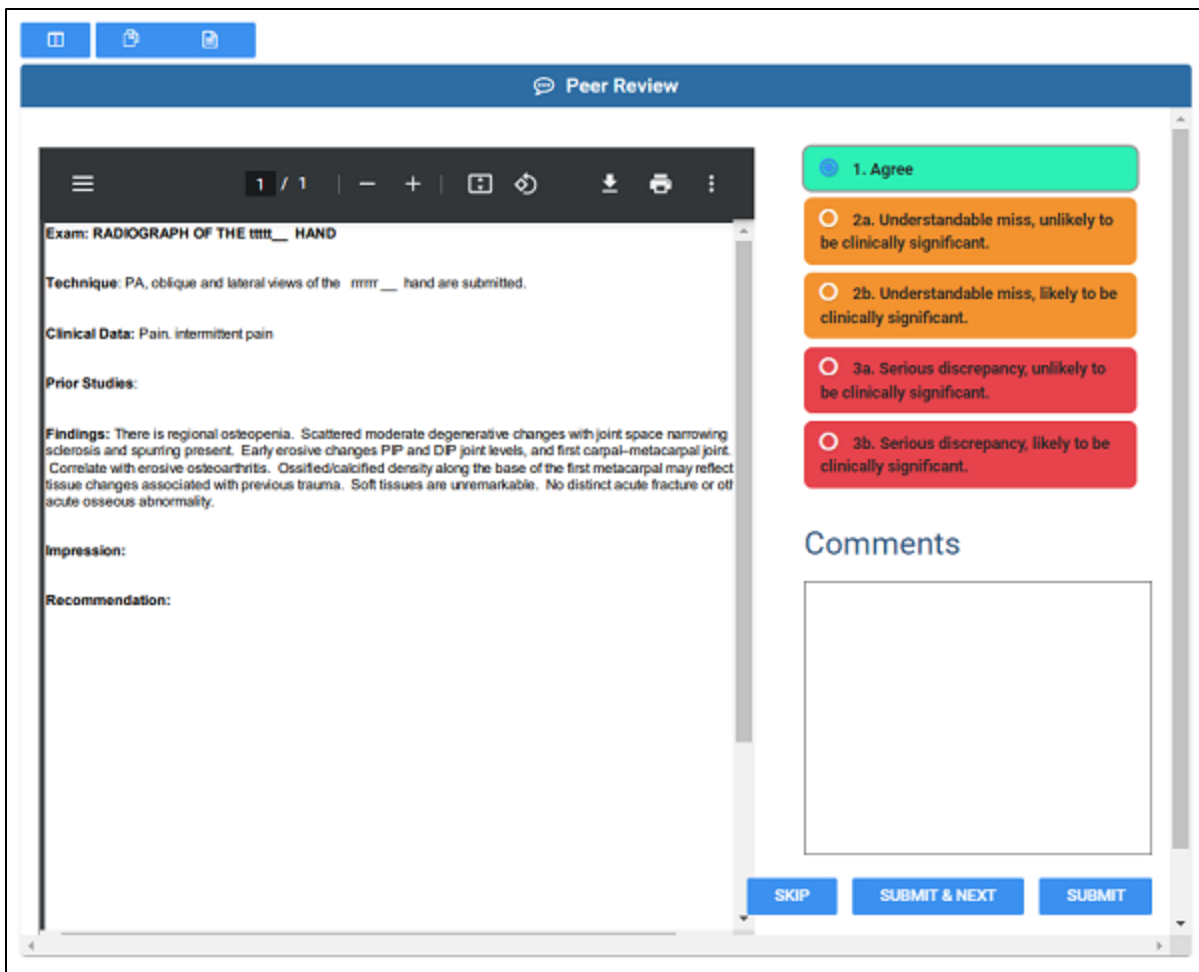 Peer Review
1 / 1
Exam: RADIOGRAPH OF THE ttttt__ HAND
Technique: PA, oblique and lateral views of the rrrrrr __ hand are submitted.
Clinical Data: Pain. intermittent pain
Prior Studies:
Findings: There is regional osteopenia. Scattered moderate degenerative changes with joint space narrowing
sclerosis and spurring present. Early erosive changes PIP and DIP joint levels, and first carpal–metacarpal joint.
Correlate with erosive osteoarthritis. Ossified/calcified density along the base of the first metacarpal may reflect
tissue changes associated with previous trauma. Soft tissues are unremarkable. No distinct acute fracture or oth
acute osseous abnormality.
Impression:
Recommendation:
1. Agree
2a. Understandable miss, unlikely to
be clinically significant.
2b. Understandable miss, likely to be
clinically significant.
3a. Serious discrepancy, unlikely to
be clinically significant.
3b. Serious discrepancy, likely to be
clinically significant.
Comments
SKIP
SUBMIT & NEXT
SUBMIT